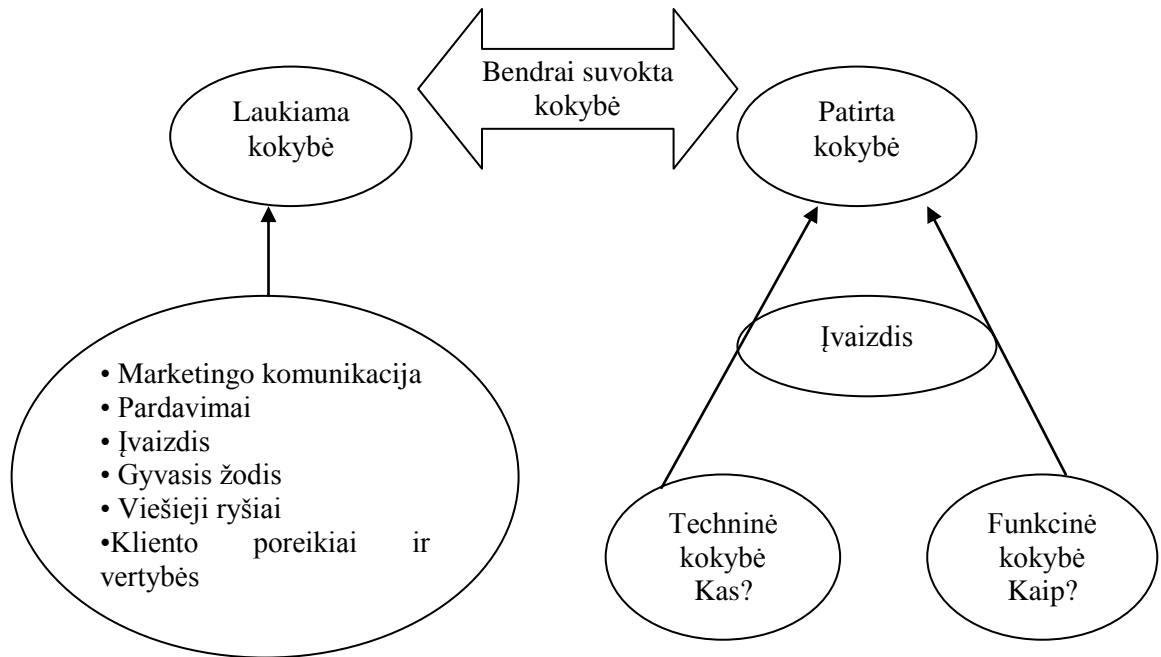 Bendrai suvokta
kokybė
Laukiama
kokybė
Patirta
kokybė
Įvaizdis
• Marketingo komunikacija
• Pardavimai
• Įvaizdis
• Gyvasis žodis
• Viešieji ryšiai
•Kliento poreikiai ir
vertybės
Techninė
kokybė
Kas?
Funkcinė
kokybė
Kaip?